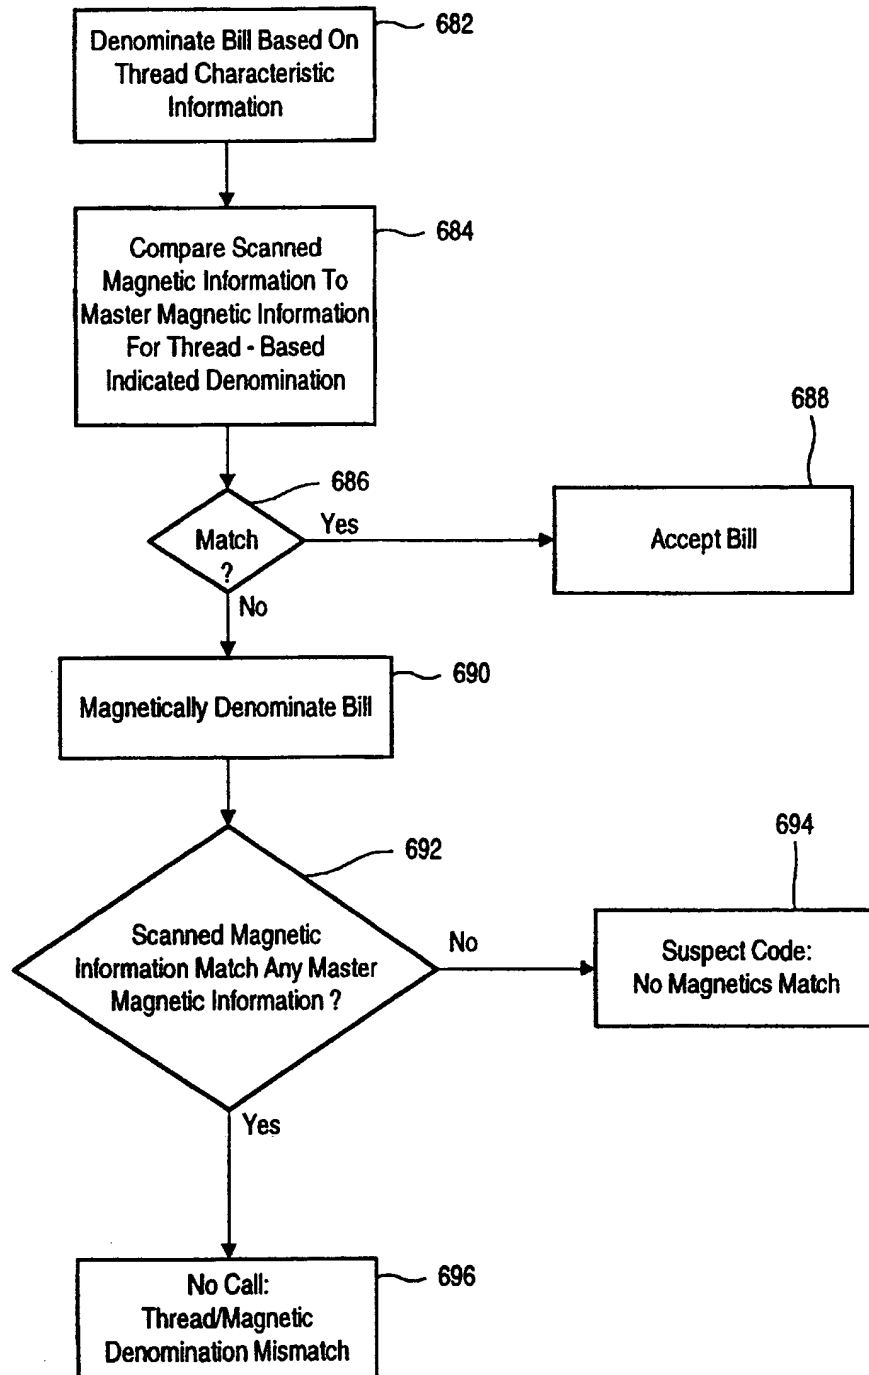 Denominate Bill Based On
Thread Characteristic
Information
682
Compare Scanned
Magnetic Information To
Master Magnetic Information
For Thread - Based
Indicated Denomination
684
Match
?
686
Yes
No
Accept Bill
688
Magnetically Denominate Bill
690
Scanned Magnetic
Information Match Any Master
Magnetic Information ?
692
No
Yes
Suspect Code:
No Magnetics Match
694
No Call:
Thread/Magnetic
Denomination Mismatch
696